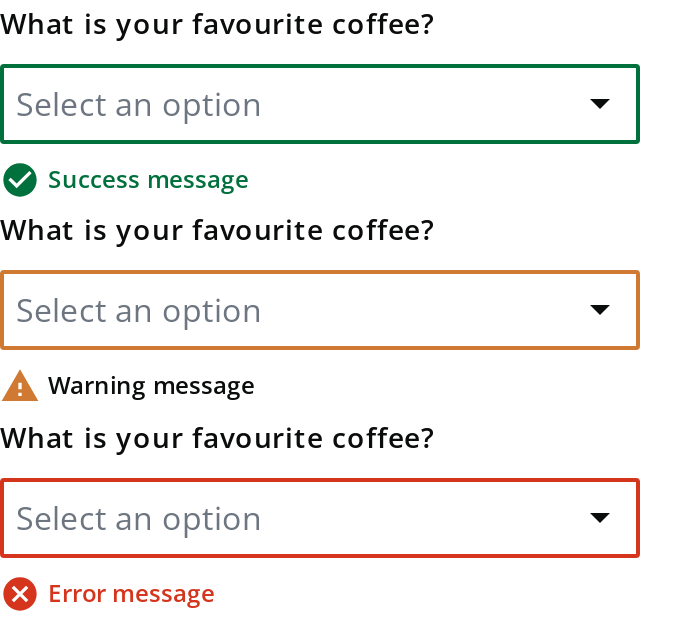 What is your favourite coffee?
Select an option
Success message
What is your favourite coffee?
Select an option
Warning message
What is your favourite coffee?
Select an option
Error message